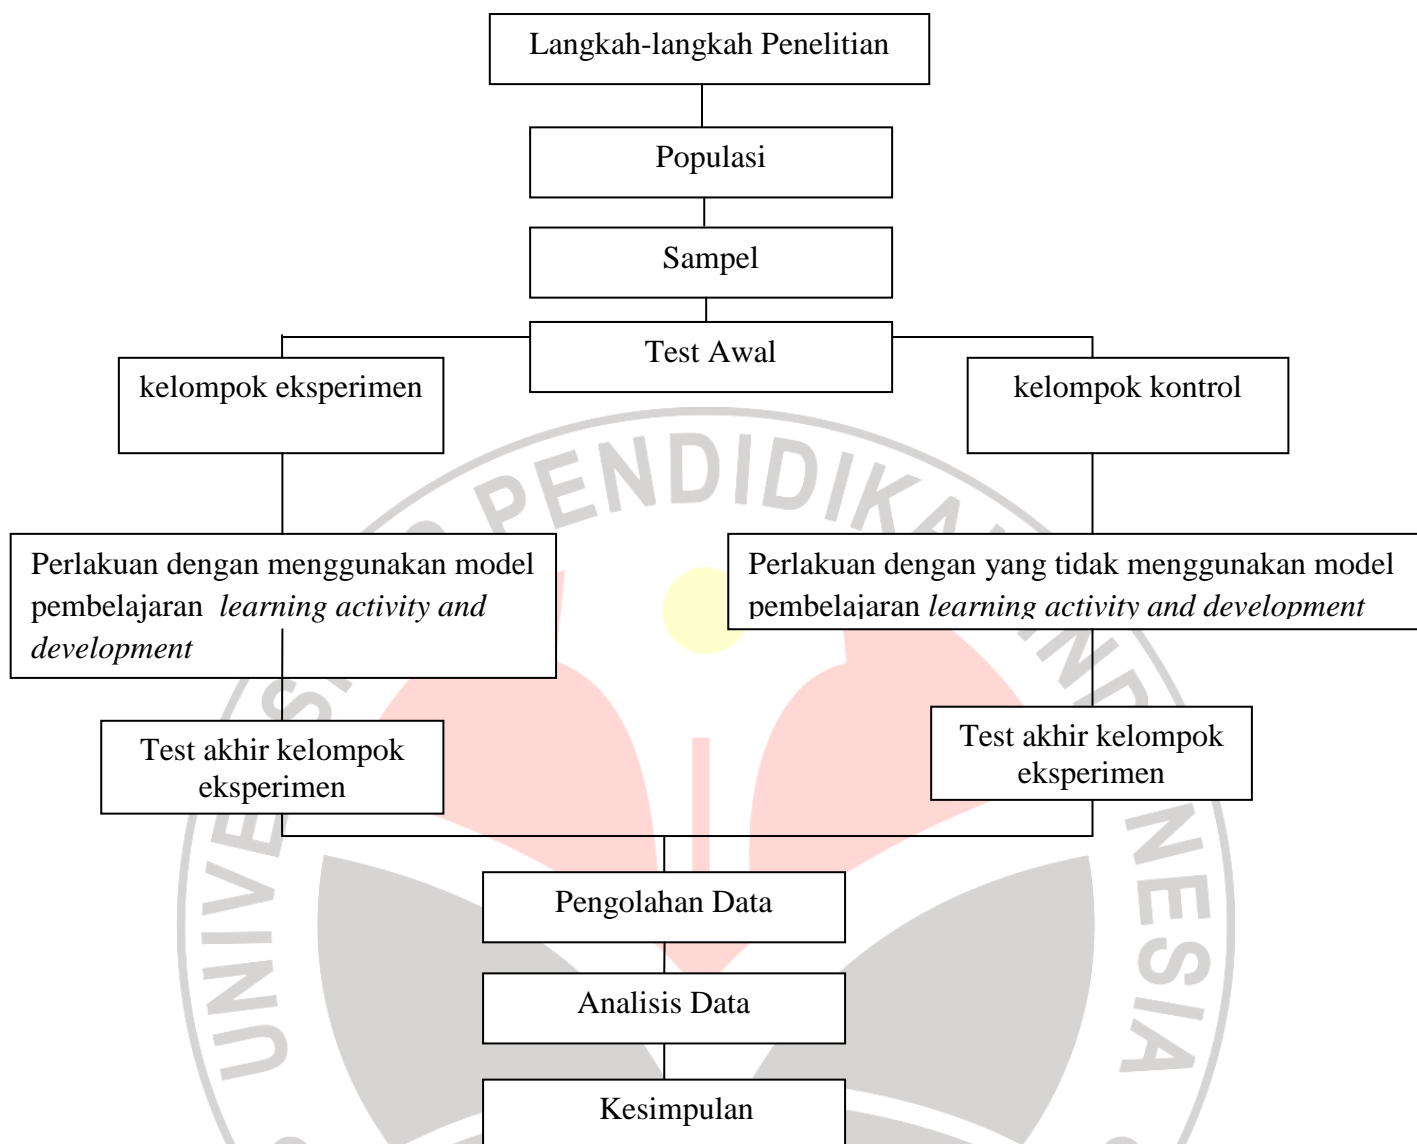 Langkah-langkah Penelitian
Populasi
Sampel
Test Awal
kelompok eksperimen
kelompok kontrol
Perlakuan dengan menggunakan model
pembelajaran learning activity and
development
Perlakuan dengan yang tidak menggunakan model
pembelajaran learning activity and development
Test akhir kelompok
eksperimen
Test akhir kelompok
eksperimen
Pengolahan Data
Analisis Data
Kesimpulan
PENDIDIKAN
INDONESIA